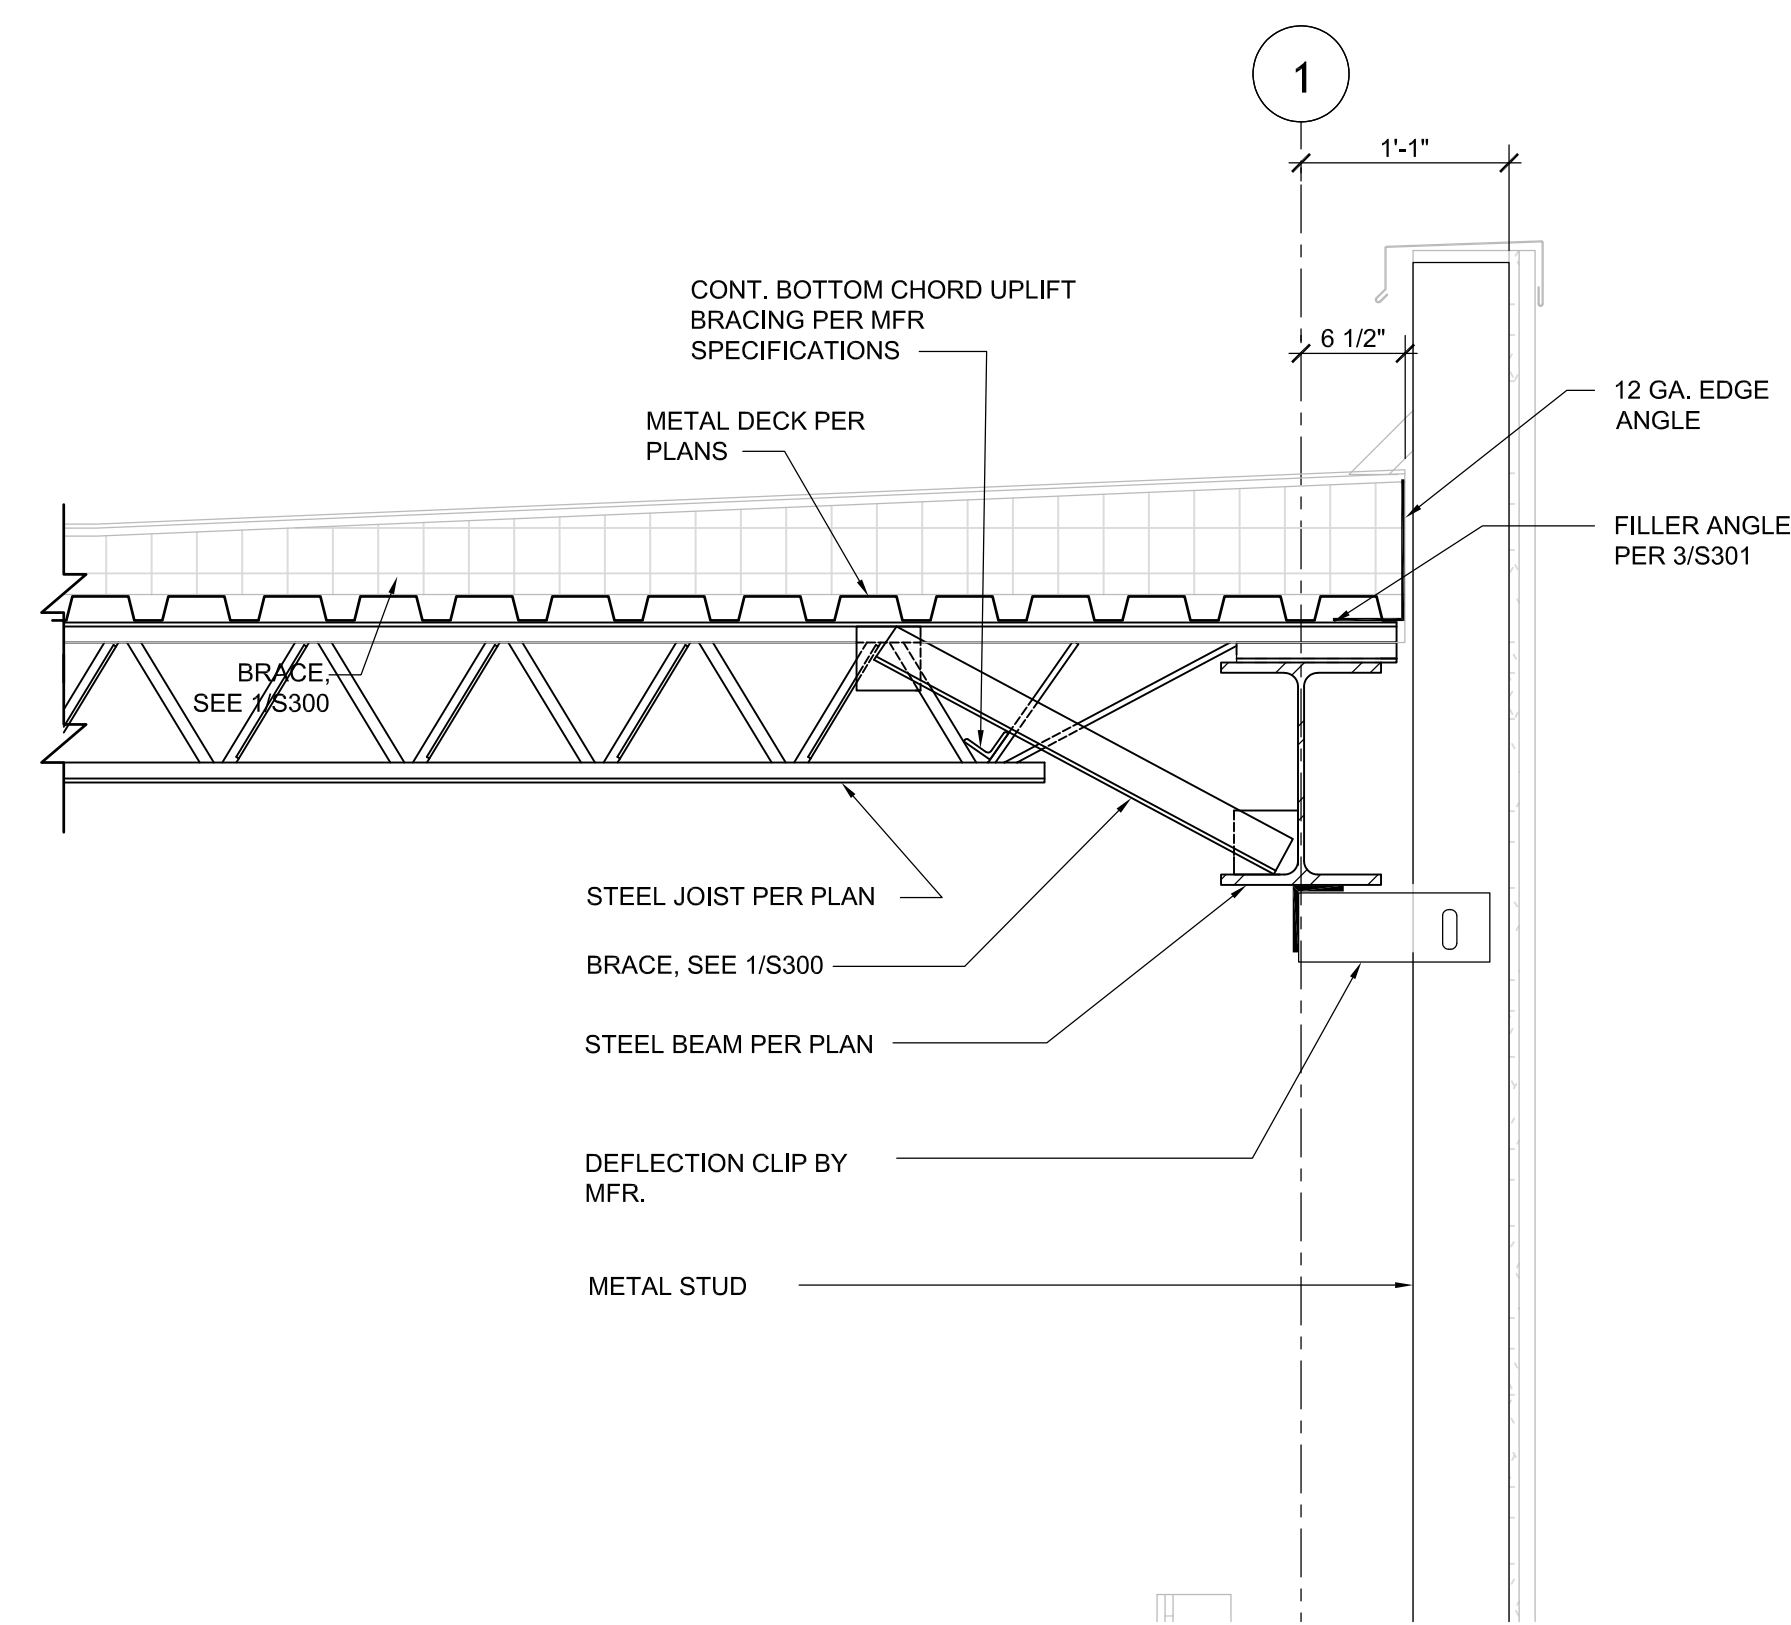 1
1'-1"
CONT. BOTTOM CHORD UPLIFT
BRACING PER MFR
SPECIFICATIONS
6 1/2"
12 GA. EDGE
ANGLE
METAL DECK PER
PLANS
FILLER ANGLE
PER 3/S301
BRACE,
SEE 1/S300
STEEL JOIST PER PLAN
BRACE, SEE 1/S300
STEEL BEAM PER PLAN
DEFLECTION CLIP BY
MFR.
METAL STUD